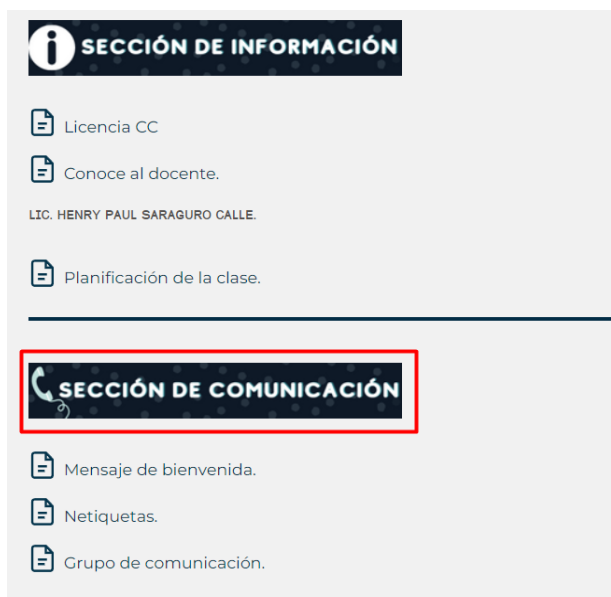 SECCIÓN DE INFORMACIÓN
Licencia CC
Conoce al docente.
LIC. HENRY PAUL SARAGURO CALLE.
Planificación de la clase.
SECCIÓN DE COMUNICACIÓN
Mensaje de bienvenida.
Netiquetas.
Grupo de comunicación.